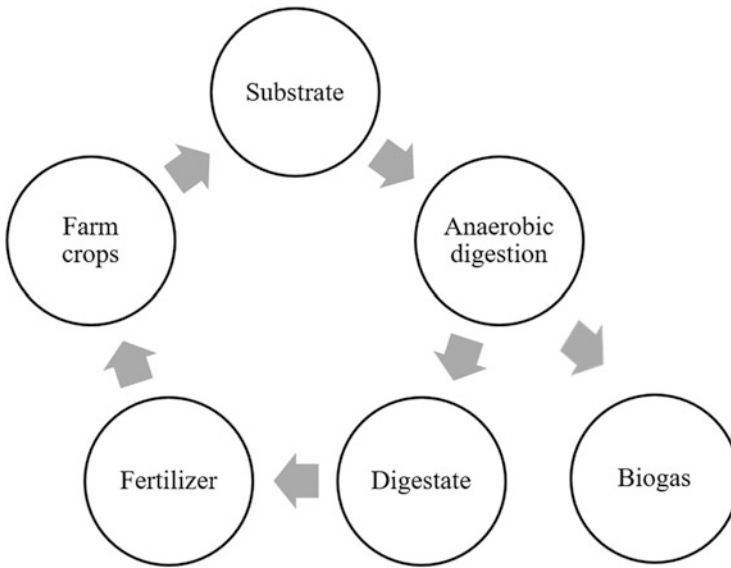 Substrate
Anaerobic
digestion
Farm
crops
Fertilizer
Digestate
Biogas